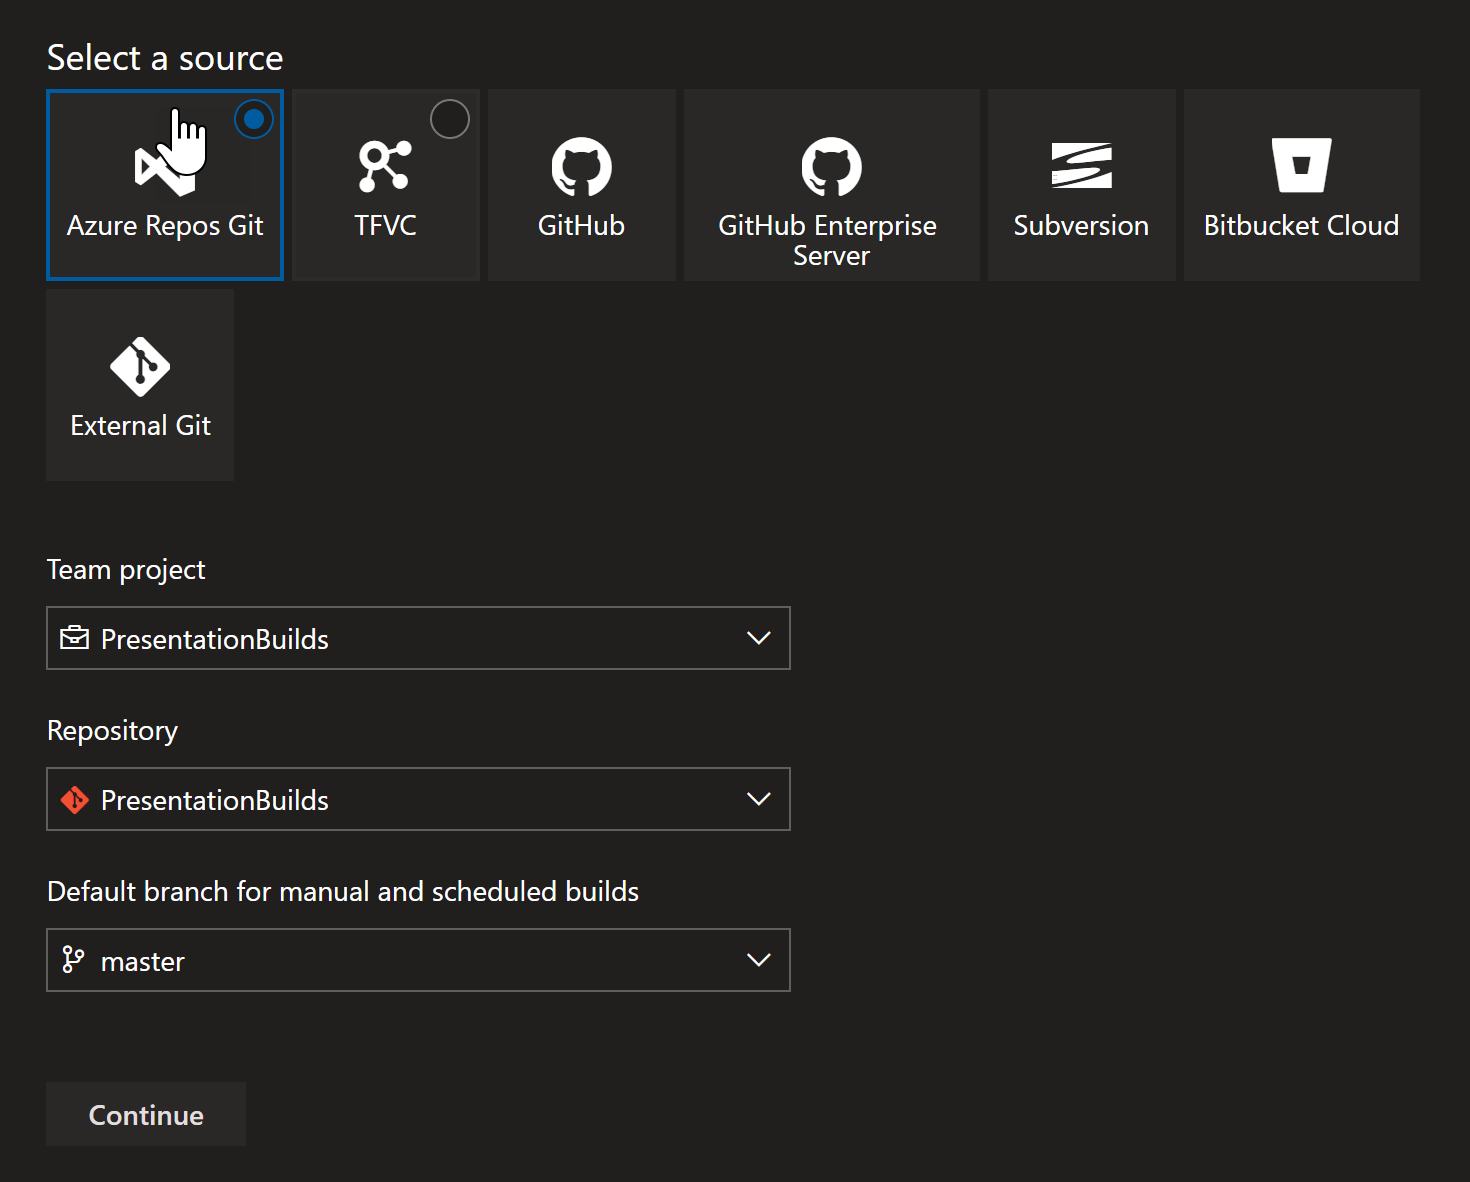 Select a source
Azure Repos Git
TFVC
GitHub
GitHub Enterprise
Server
Subversion
Bitbucket Cloud
External Git
Team project
PresentationBuilds
Repository
PresentationBuilds
Default branch for manual and scheduled builds
master
Continue